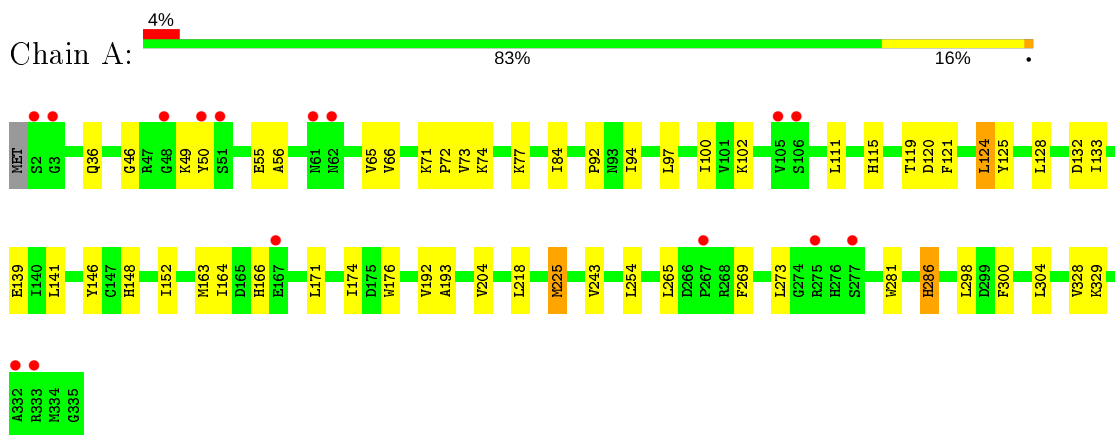 4%
Chain A:
83% 16% •
MET S2 G3 Q36 G46 R47 G48 K49 Y50 S51 E55 A56 N61 N62 V65 V66 K71 P72 V73 K74 K77 I84 P92 N93 I94 L97 I100 V101 K102 V105 S106 L111 H115 T119 D120 F121 L124 Y125 L128 D132 I133
E139 I140 L141 Y146 C147 H148 I152 M163 I164 D165 H166 E167 L171 I174 D175 W176 V192 A193 V204 L218 M225 V243 L254 L265 D266 P267 R268 F269 L273 G274 R275 H276 S277 W281 H286 L298 D299 F300 L304 V328 K329
A332 R333 M334 G335